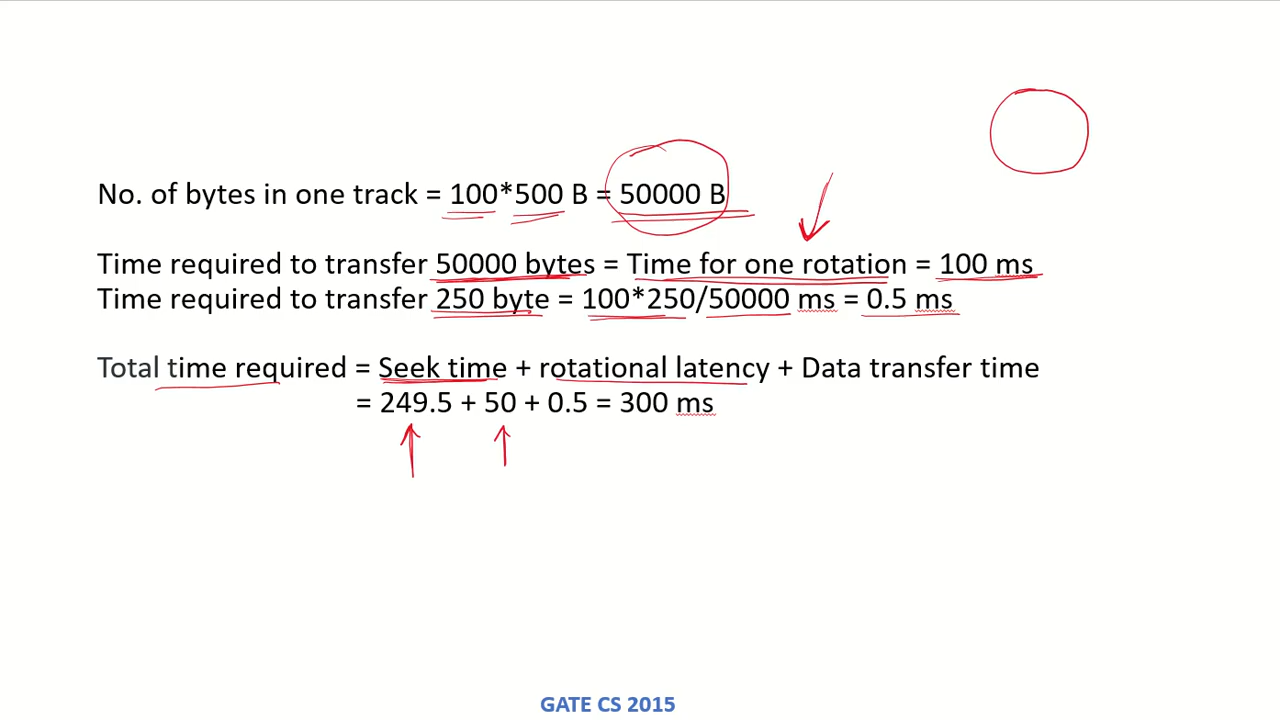 No. of bytes in one track = 100*500 B = 50000 B
Time required to transfer 50000 bytes = Time for one rotation = 100 ms
Time required to transfer 250 byte = 100*250/50000 ms = 0.5 ms
Total time required = Seek time + rotational latency + Data transfer time
= 249.5 + 50 + 0.5 = 300 ms
GATE CS 2015